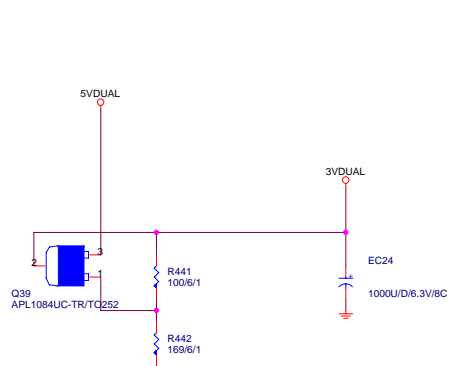 5VDUAL
3VDUAL
2
3
1
Q39
APL1084UC-TR/TO252
R441
100/6/1
EC24
+
1000U/D/6.3V/8C
R442
169/6/1